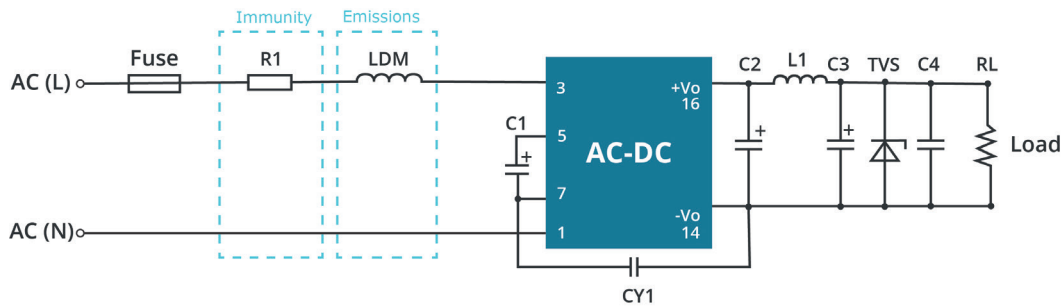 Immunity
Emissions
Fuse
R1
LDM
C2
L1
C3
TVS
C4
RL
AC (L)
3
+Vo
16
C1
5
+
AC-DC
+
+
Load
7
-Vo
14
AC (N)
1
CY1